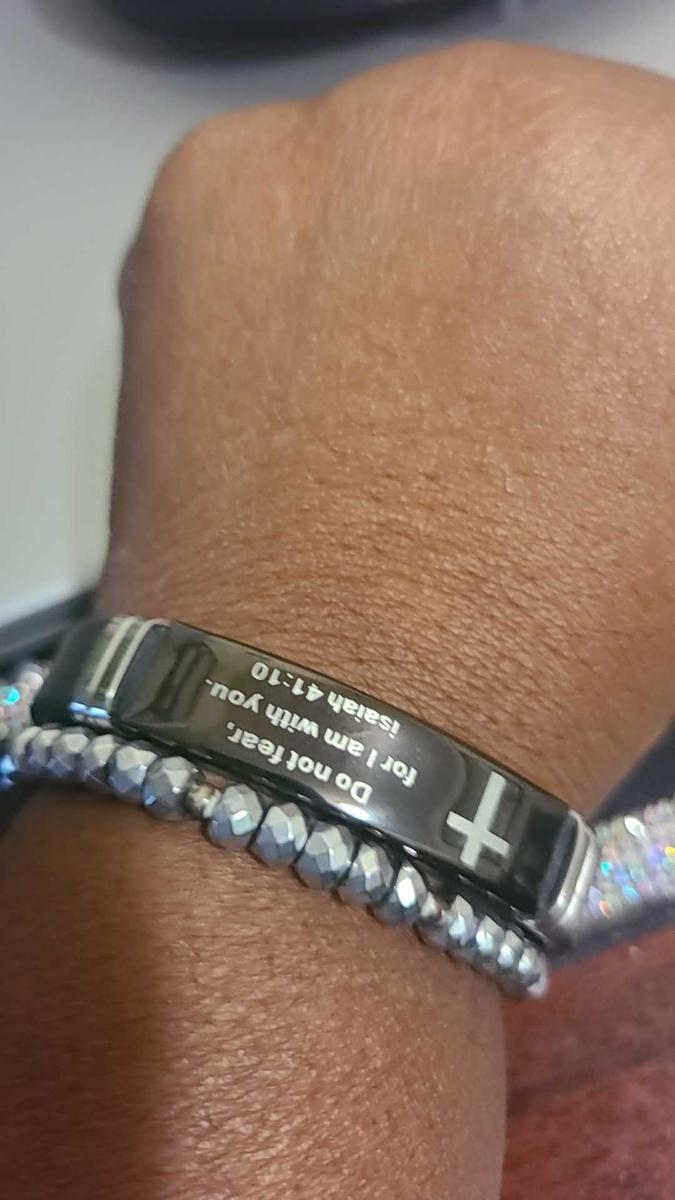 Do not fear,
for I am with you.
isaiah 41:10